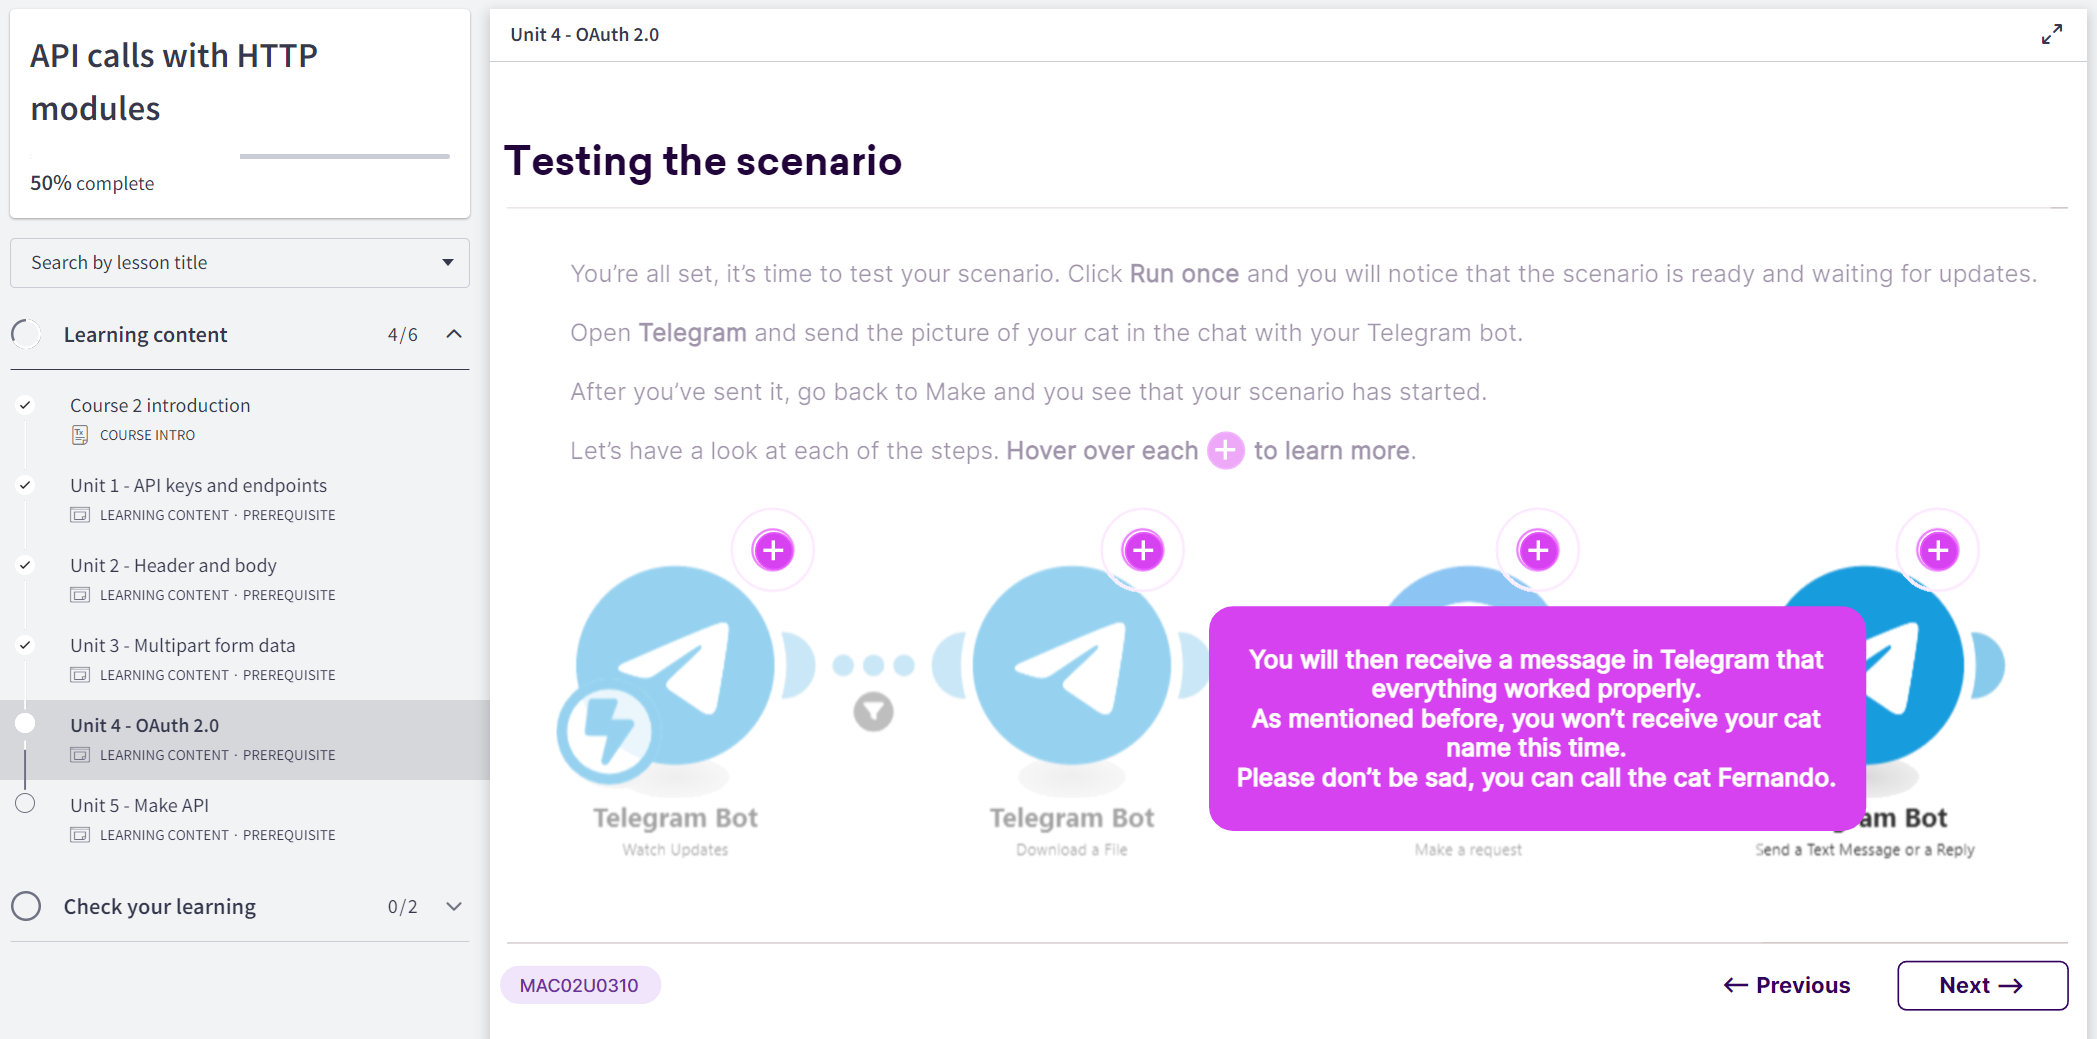 API calls with HTTP
modules
50% complete
Search by lesson title
Learning content 4/6
Course 2 introduction
COURSE INTRO
Unit 1 - API keys and endpoints
LEARNING CONTENT · PREREQUISITE
Unit 2 - Header and body
LEARNING CONTENT · PREREQUISITE
Unit 3 - Multipart form data
LEARNING CONTENT · PREREQUISITE
Unit 4 - OAuth 2.0
LEARNING CONTENT · PREREQUISITE
Unit 5 - Make API
LEARNING CONTENT · PREREQUISITE
Check your learning 0/2
Unit 4 - OAuth 2.0
Testing the scenario
You’re all set, it’s time to test your scenario. Click Run once and you will notice that the scenario is ready and waiting for updates.
Open Telegram and send the picture of your cat in the chat with your Telegram bot.
After you’ve sent it, go back to Make and you see that your scenario has started.
Let’s have a look at each of the steps. Hover over each + to learn more.
You will then receive a message in Telegram that
everything worked properly.
As mentioned before, you won’t receive your cat
name this time.
Please don’t be sad, you can call the cat Fernando.
Telegram Bot
Watch Updates
Telegram Bot
Download a File
Make a request
am Bot
Send a Text Message or a Reply
MAC02U0310
← Previous
Next →